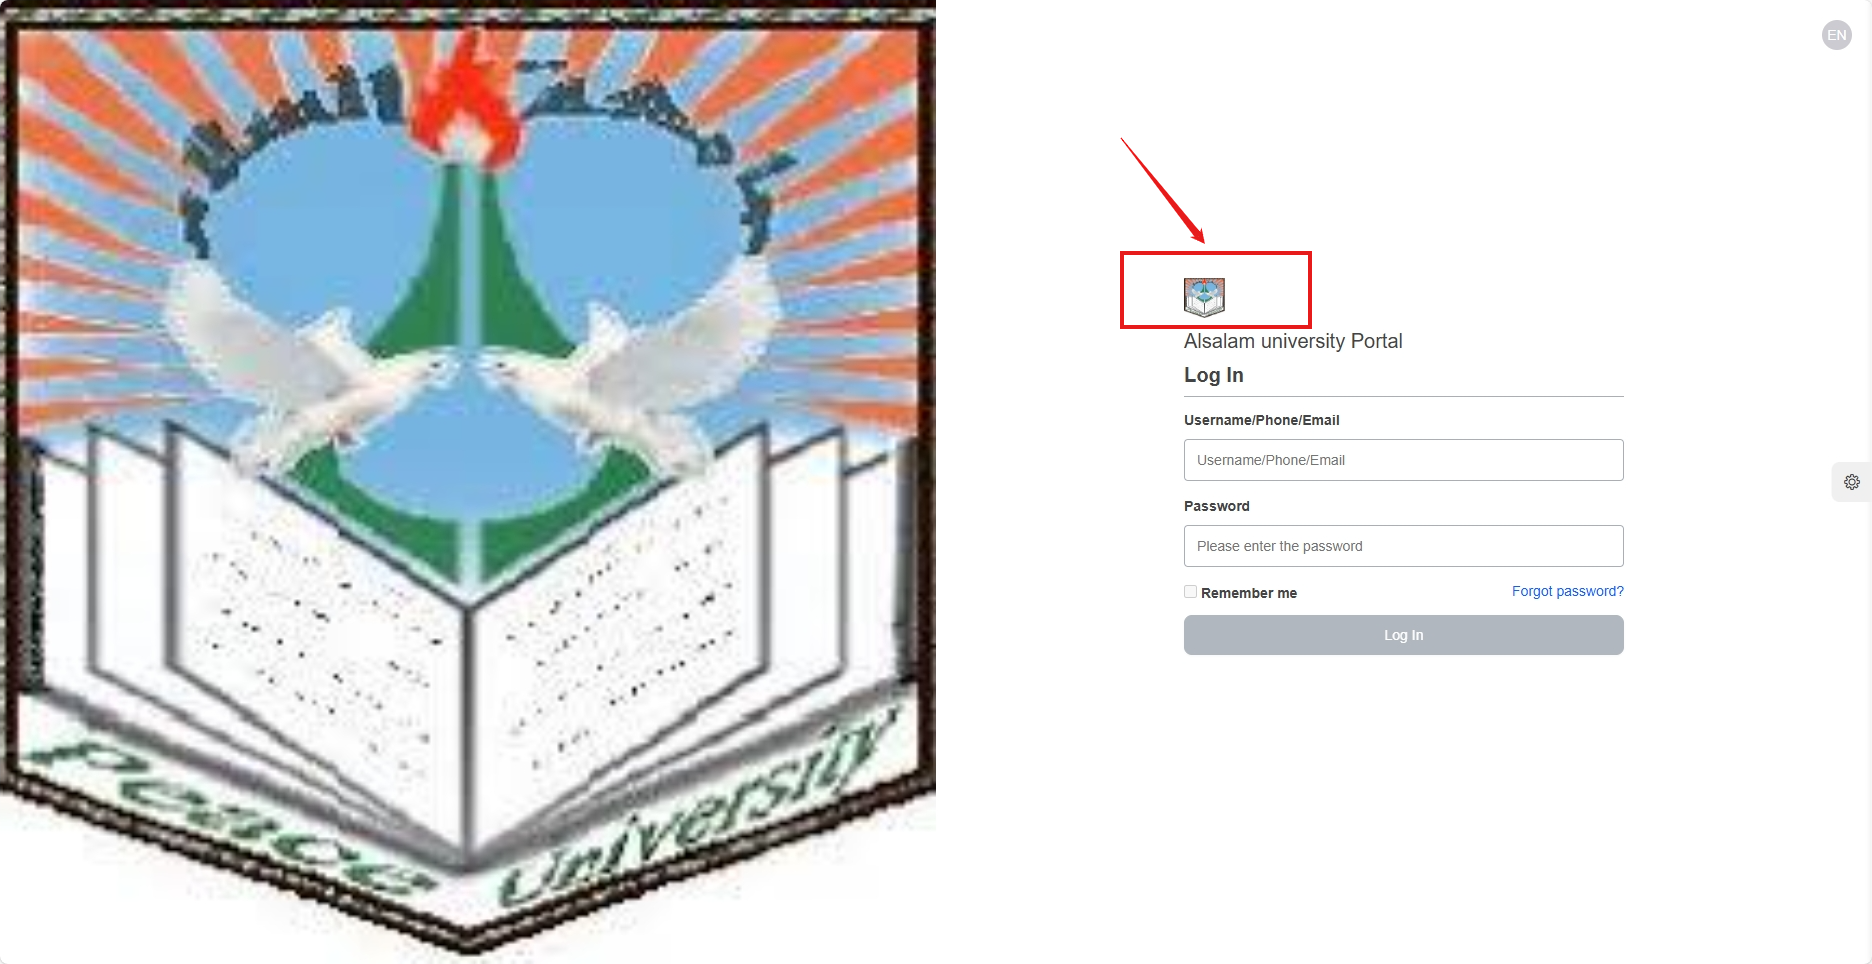 Peace University
EN
Alsalam university Portal
Log In
Username/Phone/Email
Username/Phone/Email
Password
Please enter the password
Remember me
Forgot password?
Log In